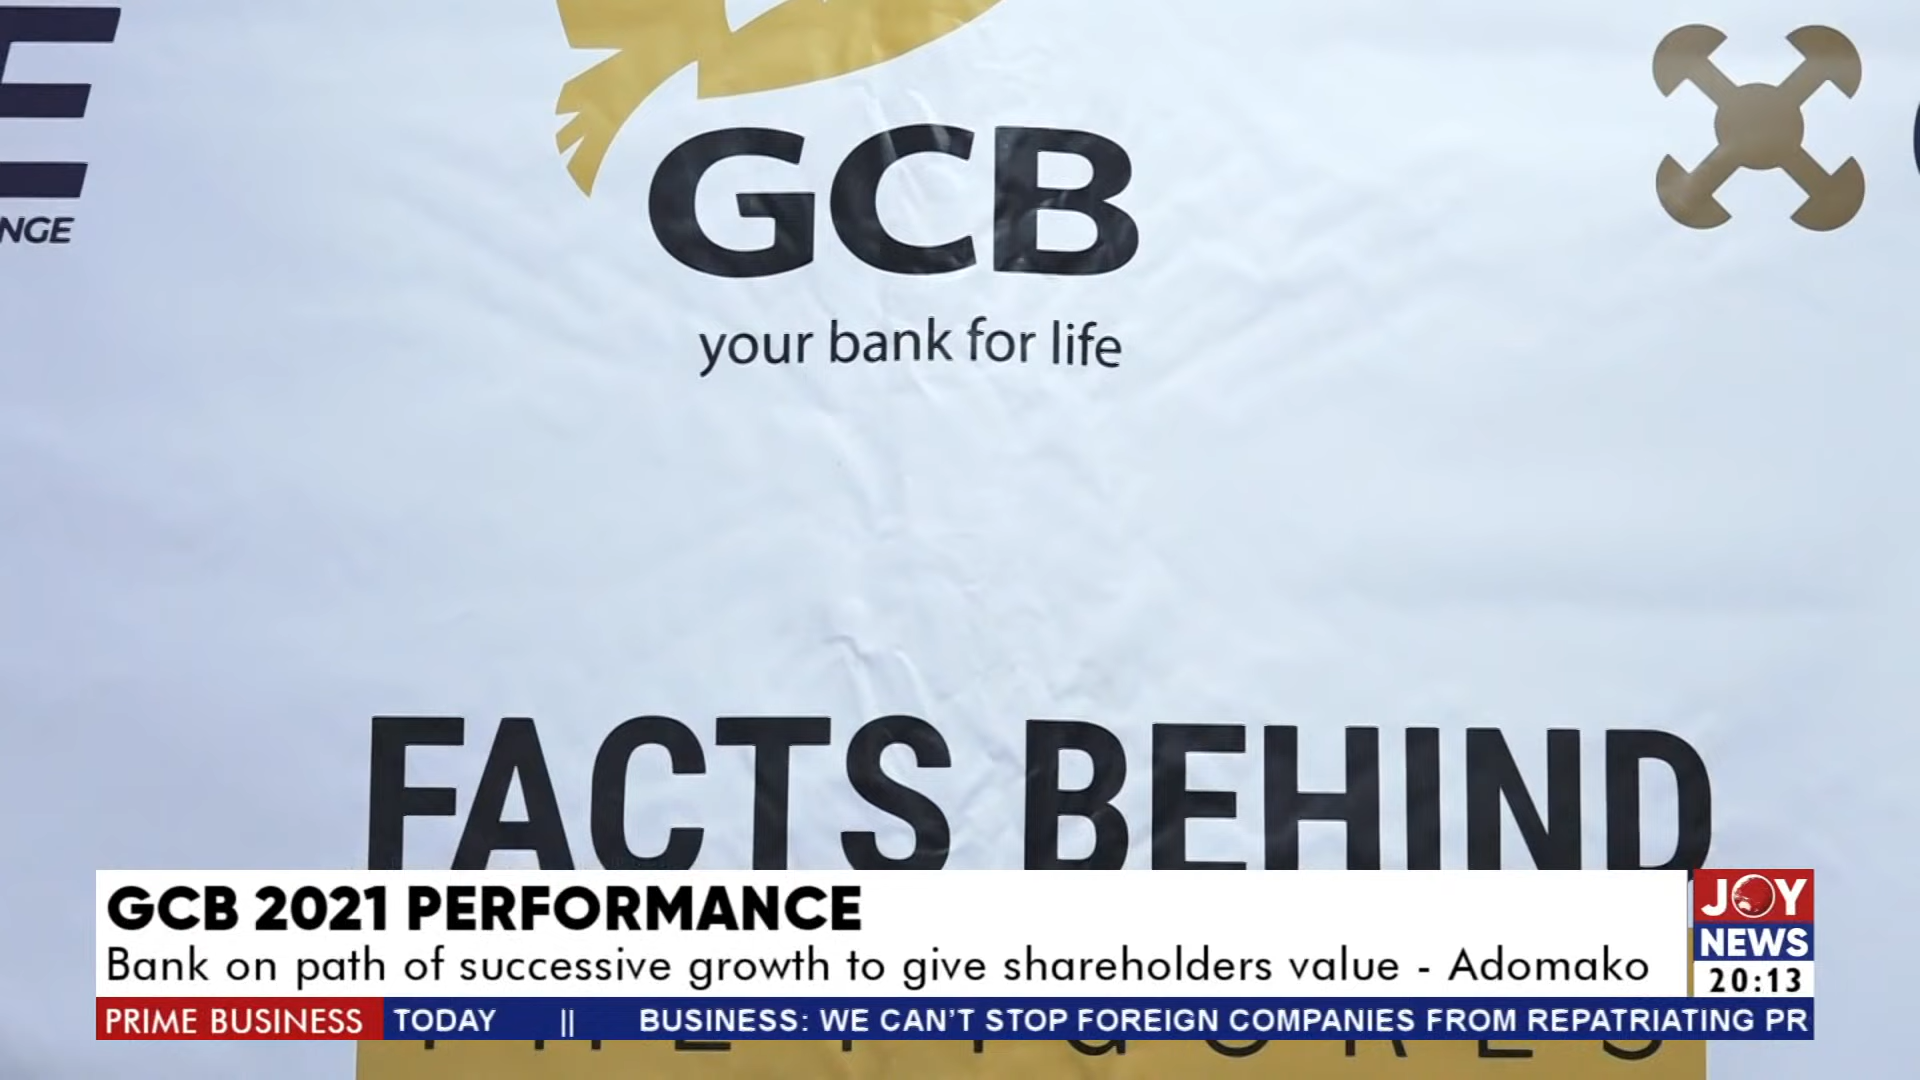 NGE
GCB
your bank for life
FACTS BEHIND
GCB 2021 PERFORMANCE
Bank on path of successive growth to give shareholders value - Adomako
JOY
NEWS
20:13
PRIME BUSINESS TODAY || BUSINESS: WE CAN'T STOP FOREIGN COMPANIES FROM REPATRIATING PR
THE FIGURES